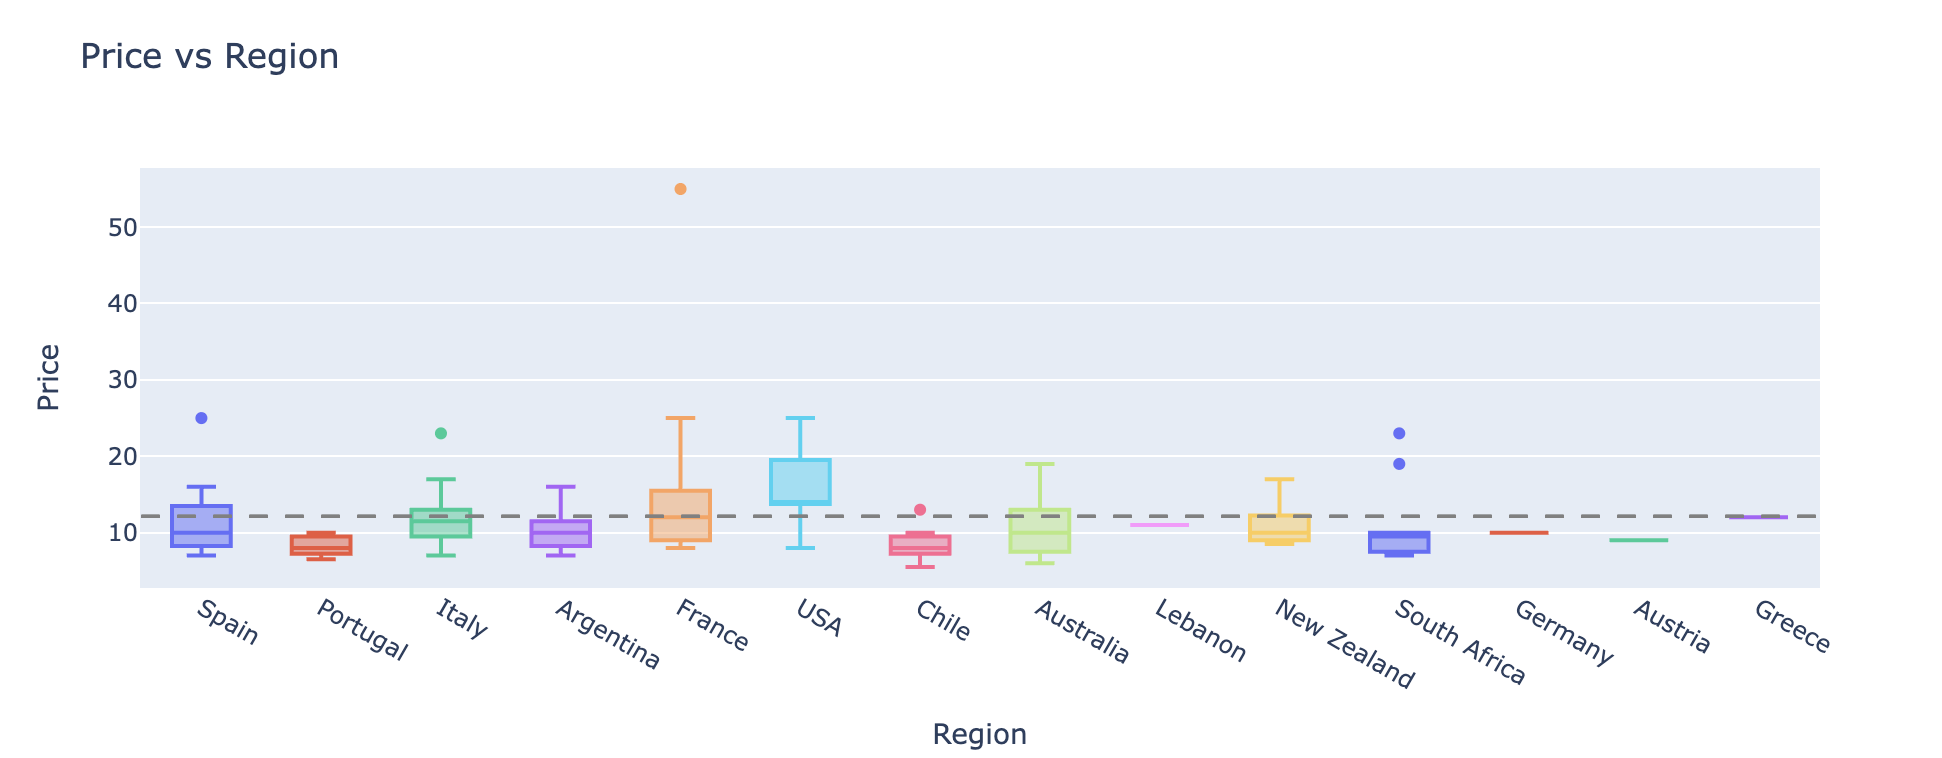 Price vs Region
50
40
30
20
10
Price
Spain
Portugal
Italy
Argentina
France
USA
Chile
Australia
Lebanon
New Zealand
South Africa
Germany
Austria
Greece
Region